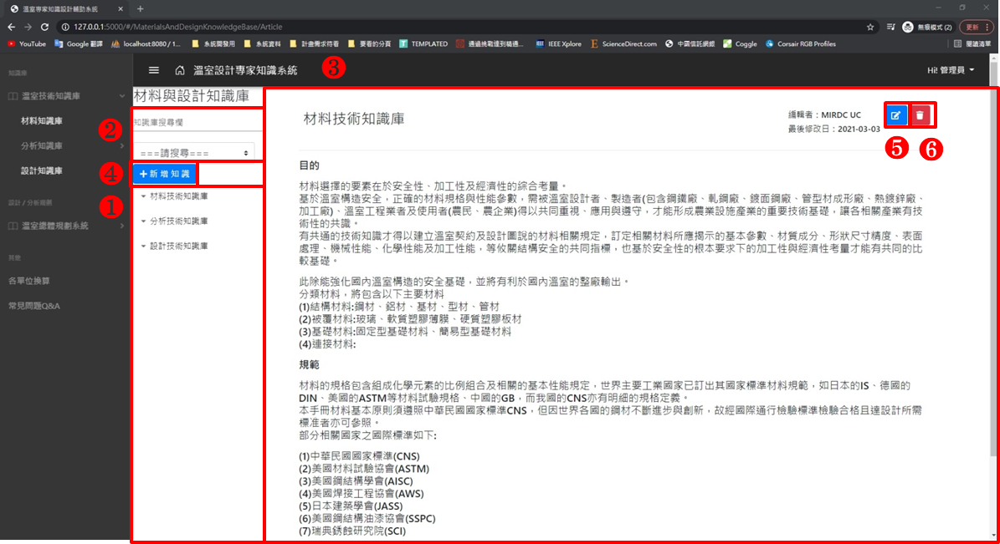 溫室專家知識設計輔助系統
127.0.0.1:5000/#/MaterialsAndDesignKnowledgeBase/Article
無痕模式 (2)
更新
YouTube
Google 翻譯
localhost:8080 / 1...
系統開發用
系統資料
計畫需求待看
要看的分頁
TEMPLATED
通過挑戰達到精通...
IEEE Xplore
ScienceDirect.com
中國信託網銀
Coggle
Corsair RGB Profiles
閱讀清單
知識庫
溫室技術知識庫
材料知識庫
分析知識庫
設計知識庫
設計 / 分析規劃
溫室總體規劃系統
其他
各單位換算
常見問題Q&A
溫室設計專家知識系統
3
Hi! 管理員
材料與設計知識庫
2
知識庫搜尋欄
===請搜尋===
4
+新增知識
1
材料技術知識庫
分析技術知識庫
設計技術知識庫
材料技術知識庫
編輯者：MIRDC UC
最後修改日：2021-03-03
5
6
目的
材料選擇的要素在於安全性、加工性及經濟性的綜合考量。
基於溫室構造安全，正確的材料規格與性能參數，需被溫室設計者、製造者(包含鋼鐵廠、軋鋼廠、鍍面鋼廠、管型材成形廠、熱鍍鋅廠、
加工廠)、溫室工程業者及使用者(農民、農企業)得以共同重視、應用與遵守，才能形成農業設施產業的重要技術基礎，讓各相關產業有技
術性的共識。
有共通的技術知識才得以建立溫室契約及設計圖說的材料相關規定，訂定相關材料所應揭示的基本參數、材質成分、形狀尺寸精度、表面
處理、機械性能、化學性能及加工性能，等攸關結構安全的共同指標，也基於安全性的根本要求下的加工性與經濟性考量才能有共同的比
較基礎。
此除能強化國內溫室構造的安全基礎，並將有利於國內溫室的整廠輸出。
分類材料，將包含以下主要材料
(1)結構材料:鋼材、鋁材、基材、型材、管材
(2)被覆材料:玻璃、軟質塑膠薄膜、硬質塑膠板材
(3)基礎材料:固定型基礎材料、簡易型基礎材料
(4)連接材料:
規範
材料的規格包含組成化學元素的比例組合及相關的基本性能規定，世界主要工業國家已訂出其國家標準材料規範，如日本的IS、德國的
DIN、美國的ASTM等材料試驗規格、中國的GB，而我國的CNS亦有明細的規格定義。
本手冊材料基本原則須遵照中華民國國家標準CNS，但因世界各國的鋼材不斷進步與創新，故經國際通行檢驗標準檢驗合格且達設計所需
標准者亦可參照。
部分相關國家之國際標準如下:
(1)中華民國國家標準(CNS)
(2)美國材料試驗協會(ASTM)
(3)美國鋼結構學會(AISC)
(4)美國焊接工程協會(AWS)
(5)日本建築學會(JASS)
(6)美國鋼結構油漆協會(SSPC)
(7)瑞典銹蝕研究院(SCI)